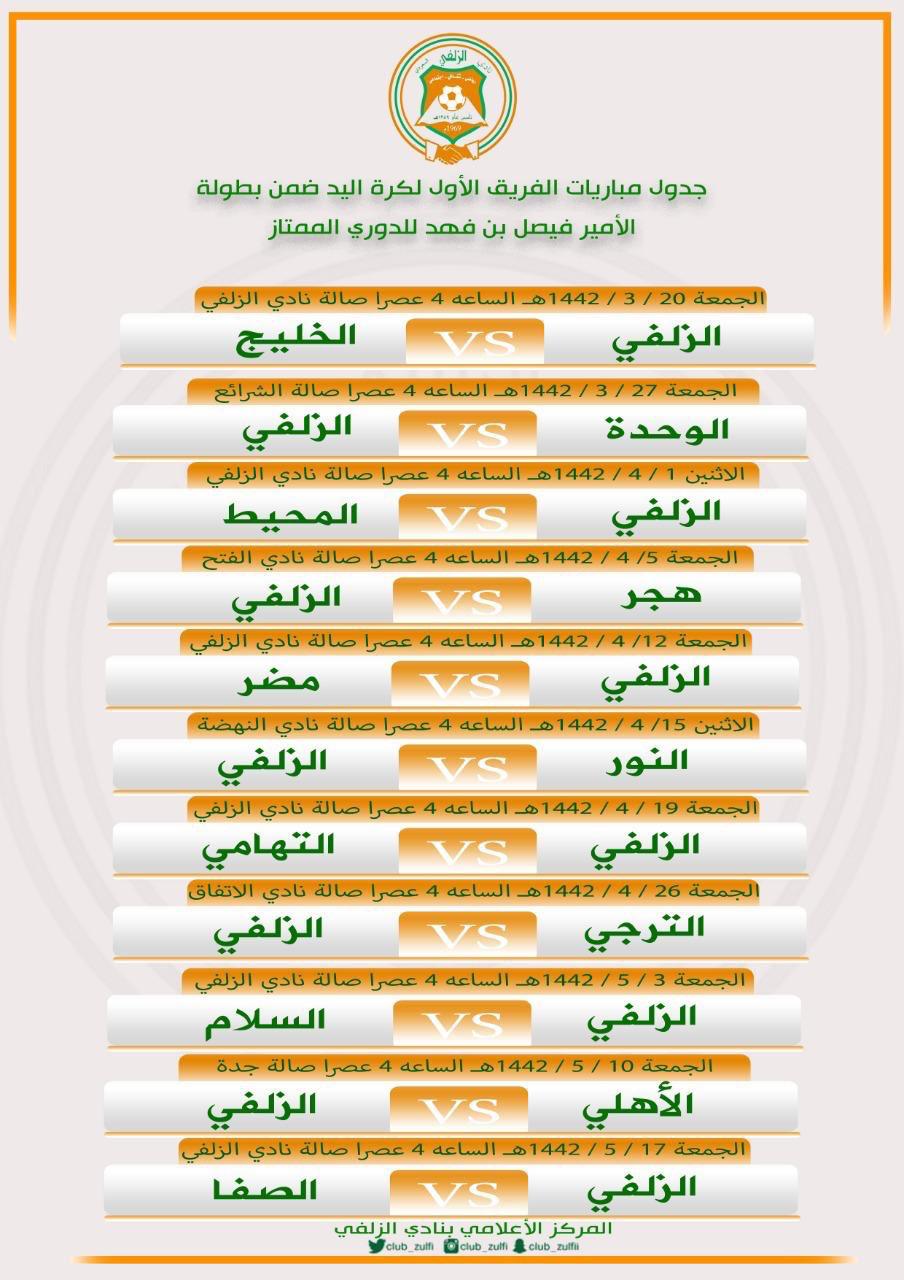 نادي الزلفي الرياضي
رياضي - ثقافي - اجتماعي
1969م
جدول مباريات الفريق الأول لكرة اليد ضمن بطولة
الأمير فيصل بن فهد للدوري الممتاز
الجمعة 20 / 3 / 1442هـ الساعه 4 عصرا صالة نادي الزلفي
الزلفي VS الخليج
الجمعة 27 / 3 / 1442هـ الساعه 4 عصرا صالة الشرائع
الوحدة VS الزلفي
الاثنين 1 / 4 / 1442هـ الساعه 4 عصرا صالة نادي الزلفي
الزلفي VS المحيط
الجمعة 5/ 4 / 1442هـ الساعه 4 عصرا صالة نادي الفتح
هجر VS الزلفي
الجمعة 12/ 4 / 1442هـ الساعه 4 عصرا صالة نادي الزلفي
الزلفي VS مضر
الاثنين 15/ 4 / 1442هـ الساعه 4 عصرا صالة نادي النهضة
النور VS الزلفي
الجمعة 19 / 4 / 1442هـ الساعه 4 عصرا صالة نادي الزلفي
الزلفي VS التهامي
الجمعة 26 / 4 / 1442هـ الساعه 4 عصرا صالة نادي الاتفاق
الترجي VS الزلفي
الجمعة 3 / 5 / 1442هـ الساعه 4 عصرا صالة نادي الزلفي
الزلفي VS السلام
الجمعة 10 / 5 / 1442هـ الساعه 4 عصرا صالة جدة
الأهلي VS الزلفي
الجمعة 17 / 5 / 1442هـ الساعه 4 عصرا صالة نادي الزلفي
الزلفي VS الصفا
المركز الأعلامي بنادي الزلفي
club_zulfi club_zulfi club_zulfii